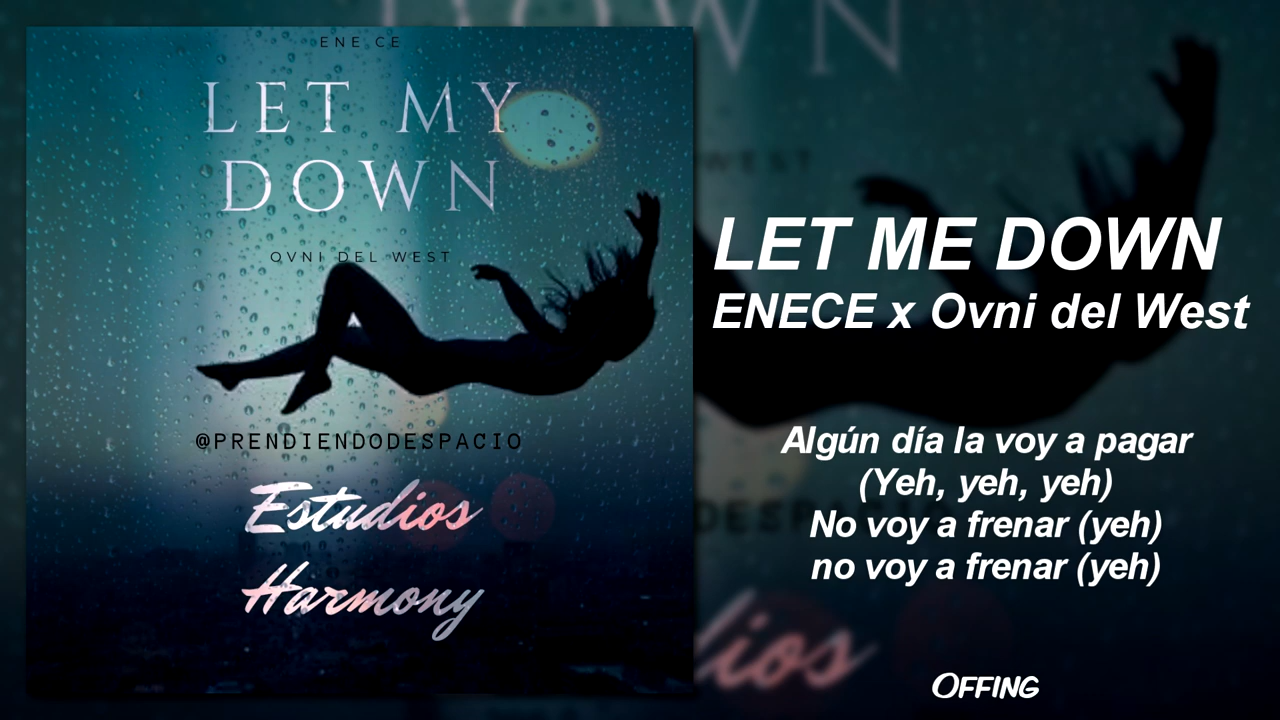 ENE CE
LET MY
DOWN
OVNI DEL WEST
@PRENDIENDODESPACIO
Estudios
Harmony
LET ME DOWN
ENECE x Ovni del West
Algún día la voy a pagar
(Yeh, yeh, yeh)
No voy a frenar (yeh)
no voy a frenar (yeh)
OFFING